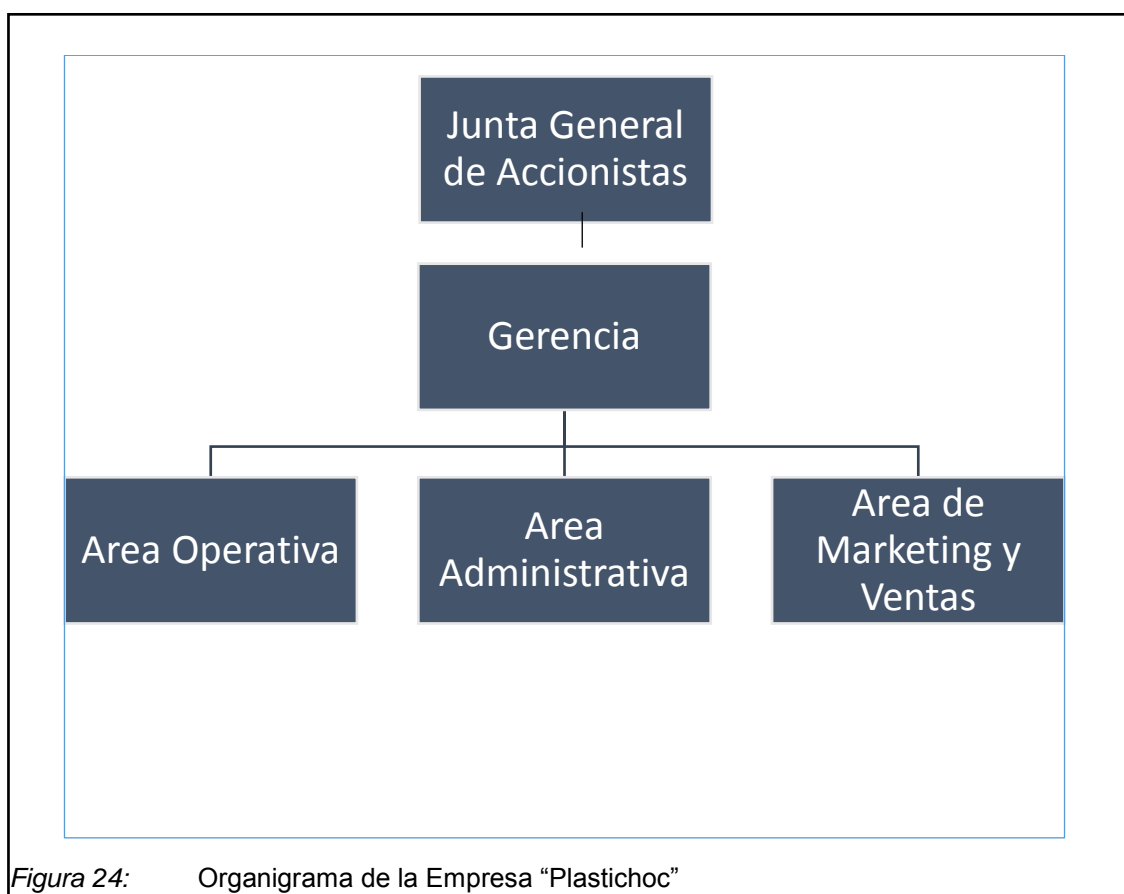 Junta General
de Accionistas
Gerencia
Area Operativa
Area
Administrativa
Area de
Marketing y
Ventas
Figura 24: Organigrama de la Empresa “Plastichoc”